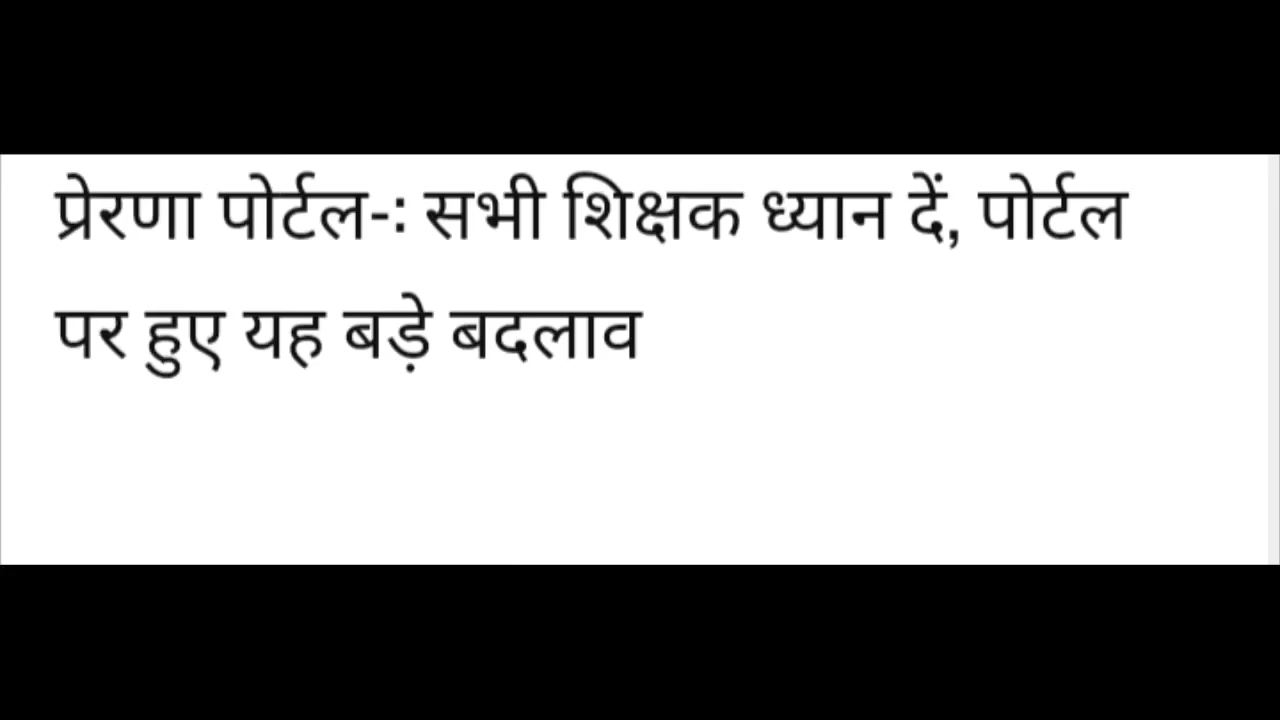 प्रेरणा पोर्टल-: सभी शिक्षक ध्यान दें, पोर्टल
पर हुए यह बड़े बदलाव